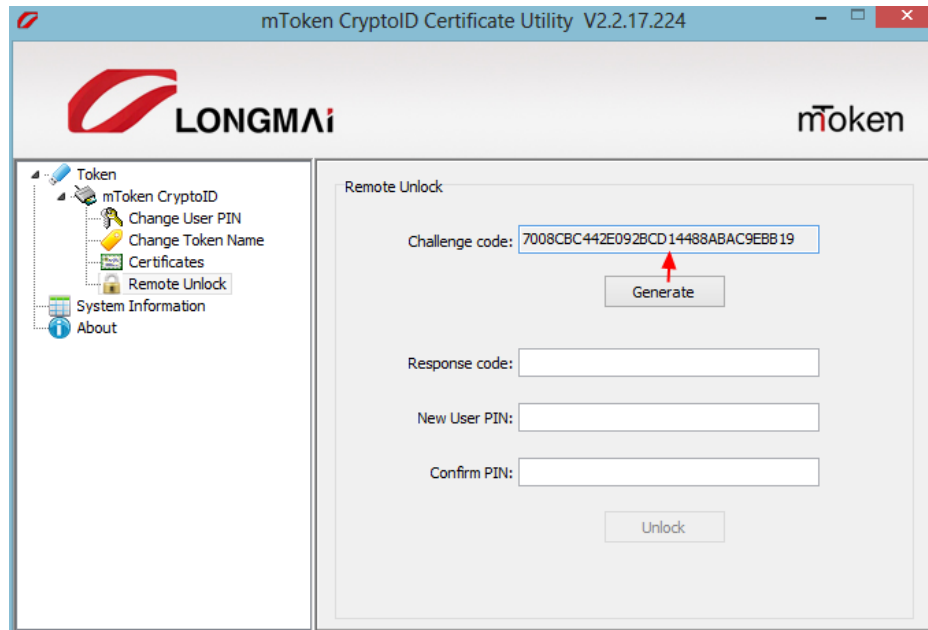 mToken CryptoID Certificate Utility V2.2.17.224
LONGMAi
mToken
Token
mToken CryptoID
Change User PIN
Change Token Name
Certificates
Remote Unlock
System Information
About
Remote Unlock
Challenge code: 7008CBC442E092BCD14488ABAC9EBB19
Generate
Response code:
New User PIN:
Confirm PIN:
Unlock